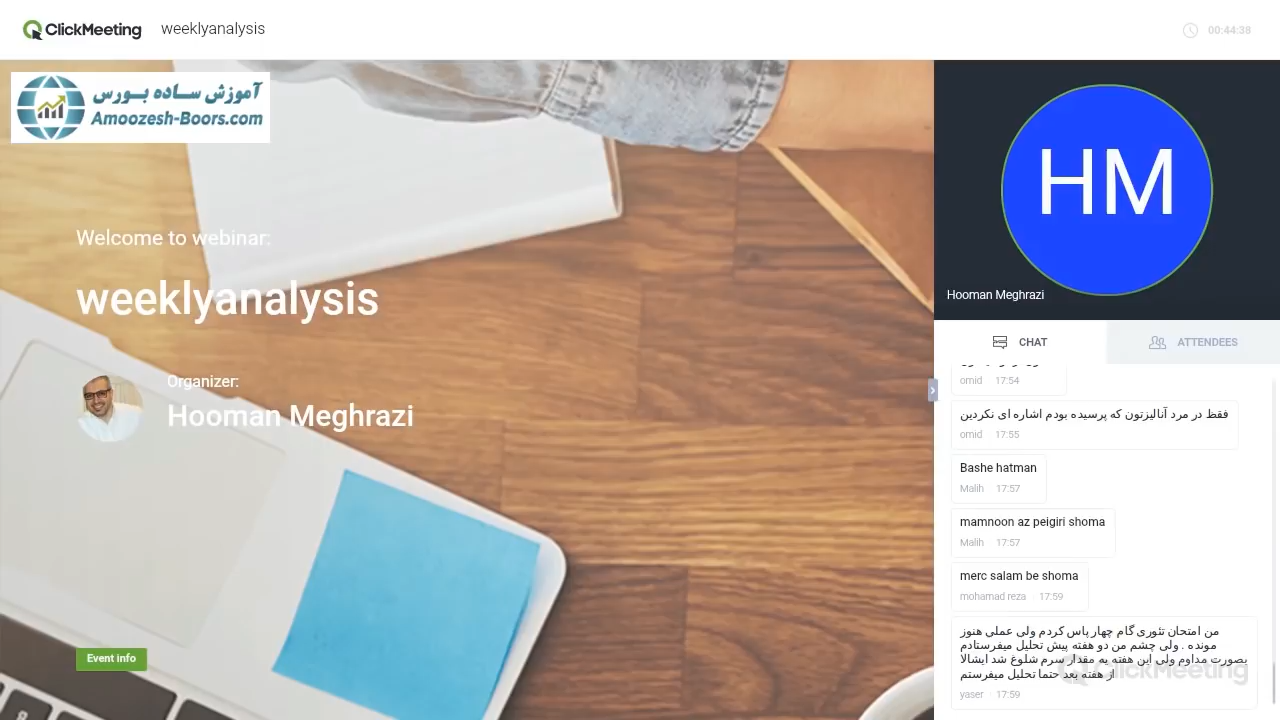 ClickMeeting weeklyanalysis
00:44:38
آموزش ساده بورس
Amoozesh-Boors.com
Welcome to webinar:
weeklyanalysis
Organizer:
Hooman Meghrazi
Event info
HM
Hooman Meghrazi
CHAT ATTENDEES
omid 17:54
فقط در مرد آنالیزتون که پرسیده بودم اشاره ای نکردین
omid 17:55
Bashe hatman
Malih 17:57
mamnoon az peigiri shoma
Malih 17:57
merc salam be shoma
mohamad reza 17:59
من امتحان تئوری گام چهار پاس کردم ولی عملی هنوز
مونده . ولی چشم من دو هفته پیش تحلیل میفرستادم
بصورت مداوم ولی این هفته یه مقدار سرم شلوغ شد ایشالا
از هفته بعد حتما تحلیل میفرستم
ClickMeeting
yaser 17:59